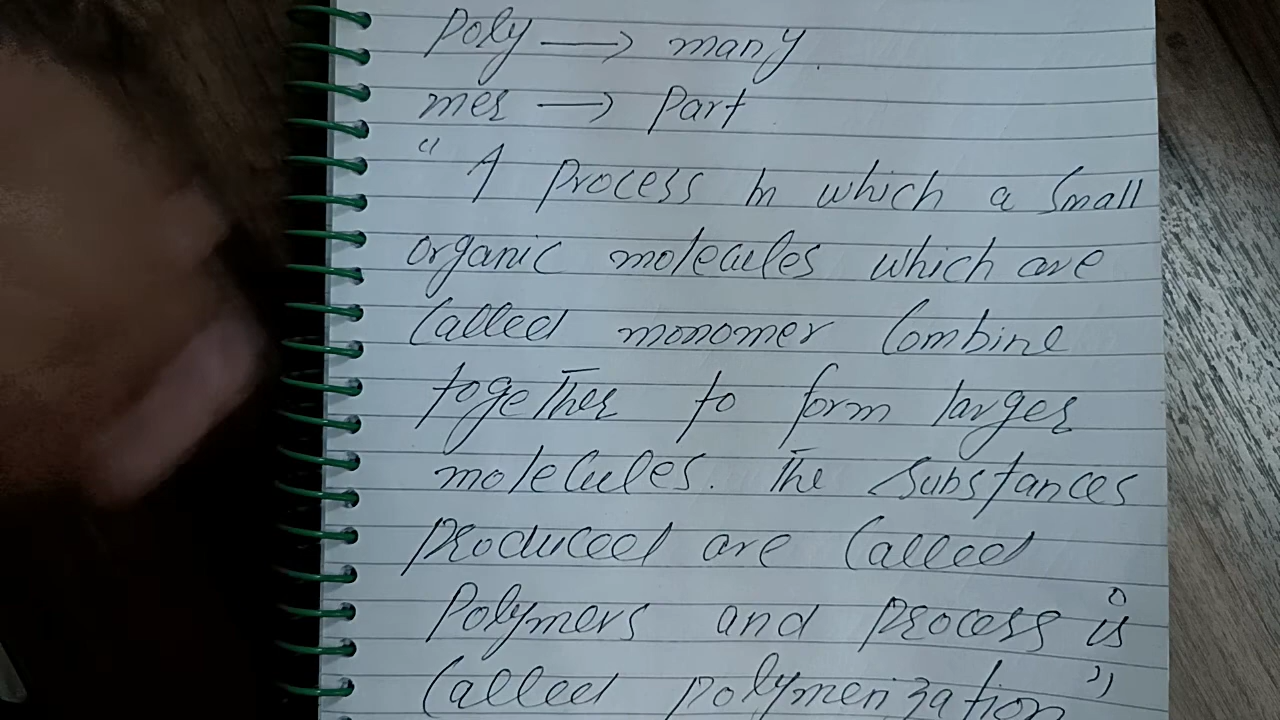 Poly → many.
mer → Part
" A Process in which a Small
organic molecules which are
Called monomer Combine
together to form larger
molecules. The Substances
Produced are Called
Polymers and Process is
Called polymerization "